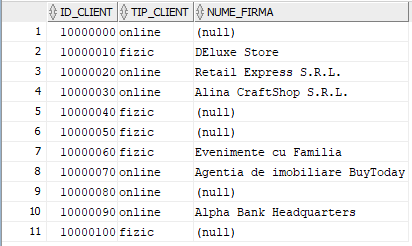 ID_CLIENT TIP_CLIENT NUME_FIRMA
1 10000000 online (null)
2 10000010 fizic DEluxe Store
3 10000020 online Retail Express S.R.L.
4 10000030 online Alina CraftShop S.R.L.
5 10000040 fizic (null)
6 10000050 fizic (null)
7 10000060 fizic Evenimente cu Familia
8 10000070 online Agentia de imobiliare BuyToday
9 10000080 online (null)
10 10000090 online Alpha Bank Headquarters
11 10000100 fizic (null)